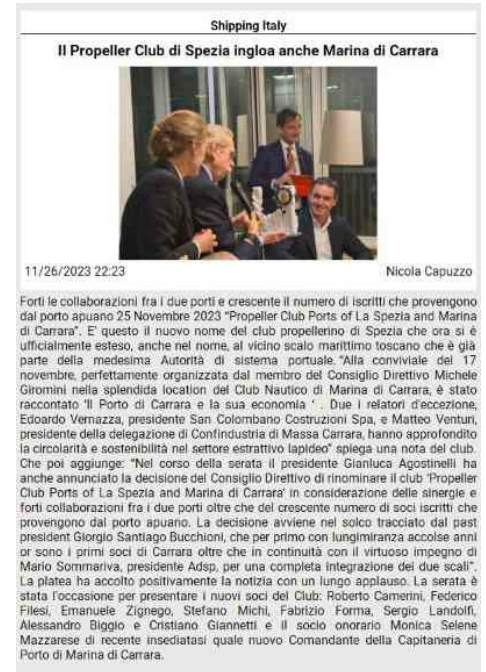 Shipping Italy
Il Propeller Club di Spezia ingloa anche Marina di Carrara
11/26/2023 22:23
Nicola Capuzzo
Forti le collaborazioni fra i due porti e crescente il numero di iscritti che provengono
dal porto apuano 25 Novembre 2023 “Propeller Club Ports of La Spezia and Marina
di Carrara”. E’ questo il nuovo nome del club propellerino di Spezia che ora si è
ufficialmente esteso, anche nel nome, al vicino scalo marittimo toscano che è già
parte della medesima Autorità di sistema portuale. “Alla conviviale del 17
novembre, perfettamente organizzata dal membro del Consiglio Direttivo Michele
Giromini nella splendida location del Club Nautico di Marina di Carrara, è stato
raccontato ‘Il Porto di Carrara e la sua economia ‘ . Due i relatori d’eccezione,
Edoardo Vernazza, presidente San Colombano Costruzioni Spa, e Matteo Venturi,
presidente della delegazione di Confindustria di Massa Carrara, hanno approfondito
la circolarità e sostenibilità nel settore estrattivo lapideo” spiega una nota del club.
Che poi aggiunge: “Nel corso della serata il presidente Gianluca Agostinelli ha
anche annunciato la decisione del Consiglio Direttivo di rinominare il club ‘Propeller
Club Ports of La Spezia and Marina di Carrara’ in considerazione delle sinergie e
forti collaborazioni fra i due porti oltre che del crescente numero di soci iscritti che
provengono dal porto apuano. La decisione avviene nel solco tracciato dal past
president Giorgio Santiago Bucchioni, che per primo con lungimiranza accolse anni
or sono i primi soci di Carrara oltre che in continuità con il virtuoso impegno di
Mario Sommariva, presidente Adsp, per una completa integrazione dei due scali”.
La platea ha accolto positivamente la notizia con un lungo applauso. La serata è
stata l’occasione per presentare i nuovi soci del Club: Roberto Camerini, Federico
Filesi, Emanuele Zignego, Stefano Michi, Fabrizio Forma, Sergio Landolfi,
Alessandro Biggio e Cristiano Giannetti e il socio onorario Monica Selene
Mazzarese di recente insediatasi quale nuovo Comandante della Capitaneria di
Porto di Marina di Carrara.